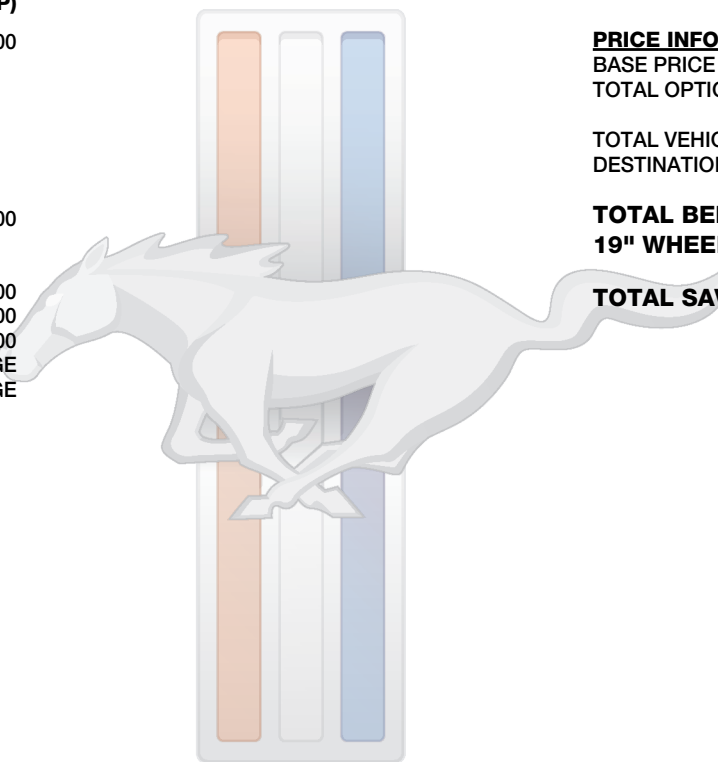 P)
00
00
00
00
00
GE
GE
PRICE INFO
BASE PRICE
TOTAL OPTIO
TOTAL VEHIC
DESTINATION
TOTAL BE
19" WHEE
TOTAL SAV